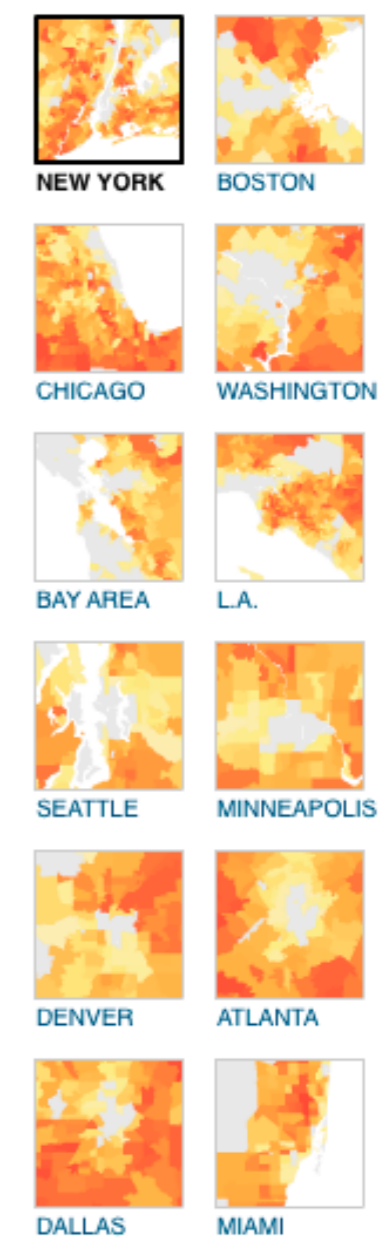 NEW YORK
BOSTON
CHICAGO
WASHINGTON
BAY AREA
L.A.
SEATTLE
MINNEAPOLIS
DENVER
ATLANTA
DALLAS
MIAMI